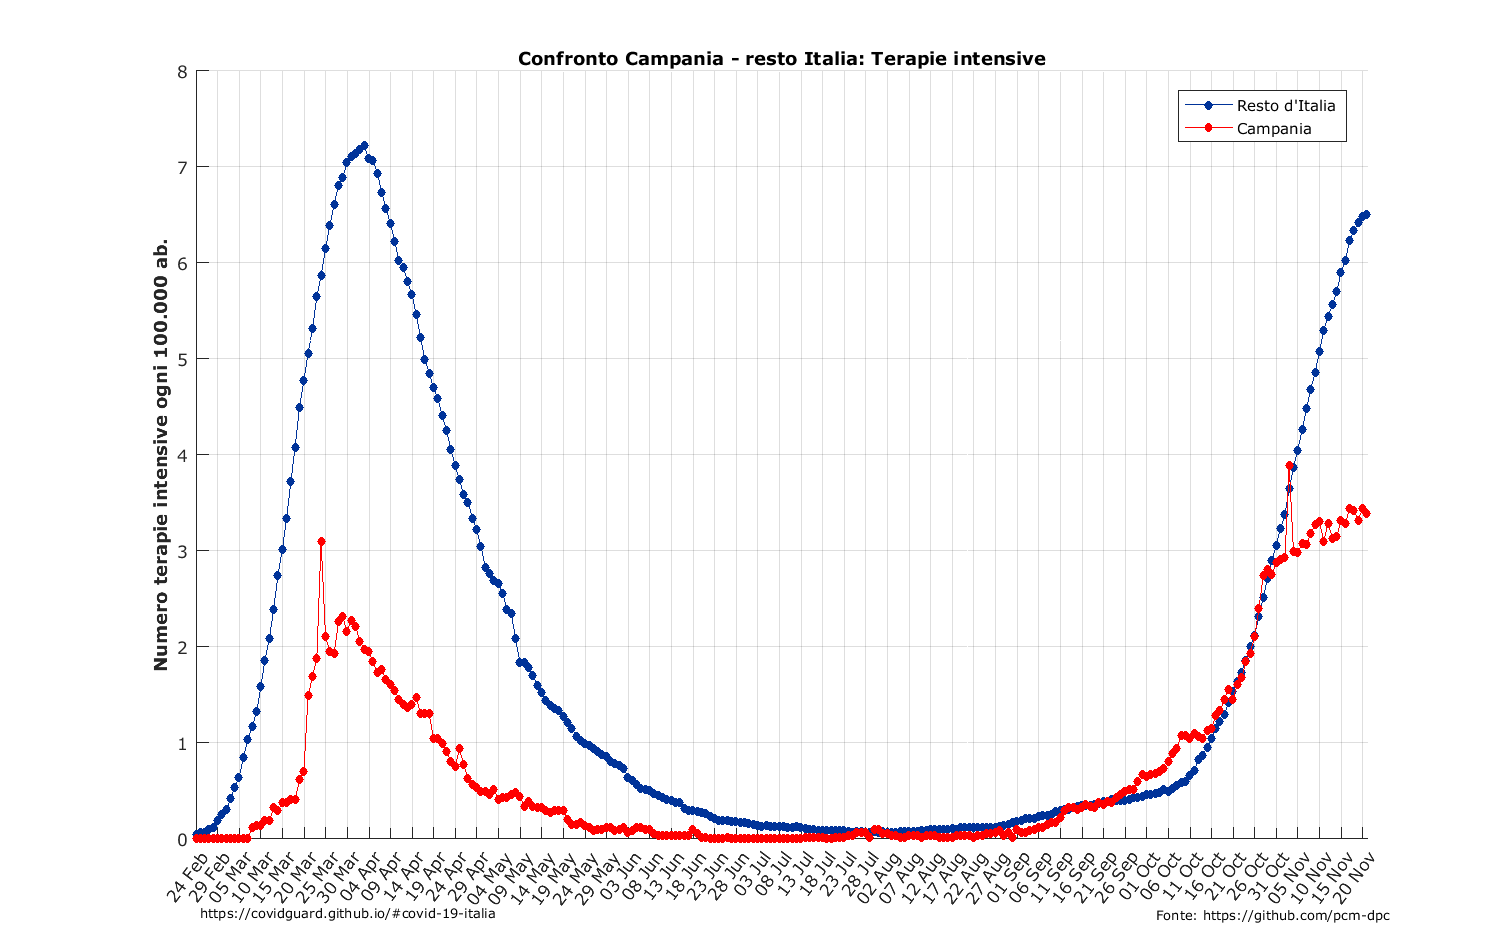 Confronto Campania - resto Italia: Terapie intensive
Resto d'Italia
Campania
Numero terapie intensive ogni 100.000 ab.
8
7
6
5
4
3
2
1
0
24 Feb
29 Feb
05 Mar
10 Mar
15 Mar
20 Mar
25 Mar
30 Mar
04 Apr
09 Apr
14 Apr
19 Apr
24 Apr
29 Apr
04 May
09 May
14 May
19 May
24 May
29 May
03 Jun
08 Jun
13 Jun
18 Jun
23 Jun
28 Jun
03 Jul
08 Jul
13 Jul
18 Jul
23 Jul
28 Jul
02 Aug
07 Aug
12 Aug
17 Aug
22 Aug
27 Aug
01 Sep
06 Sep
11 Sep
16 Sep
21 Sep
26 Sep
01 Oct
06 Oct
11 Oct
16 Oct
21 Oct
26 Oct
31 Oct
05 Nov
10 Nov
15 Nov
20 Nov
https://covidguard.github.io/#covid-19-italia
Fonte: https://github.com/pcm-dpc